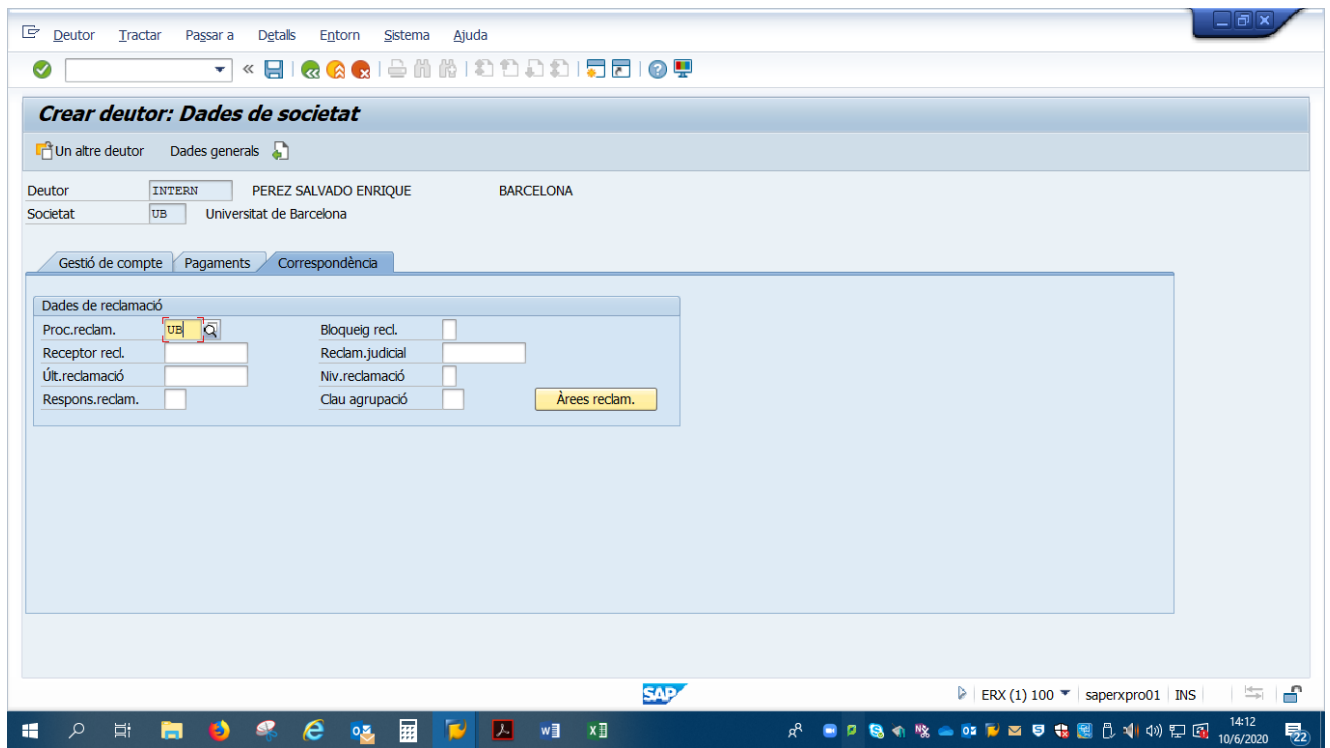 Deutor Tractar Passar a Detalls Entorn Sistema Ajuda
Crear deutor: Dades de societat
Un altre deutor Dades generals
Deutor INTERN PEREZ SALVADO ENRIQUE BARCELONA
Societat UB Universitat de Barcelona
Gestió de compte Pagaments Correspondència
Dades de reclamació
Proc.reclam. UB Bloqueig recl.
Receptor recl. Reclam.judicial
Últ.reclamació Niv.reclamació
Respons.reclam. Clau agrupació Àrees reclam.
SAP ERX (1) 100 saperxpro01 INS
14:12
10/6/2020
22